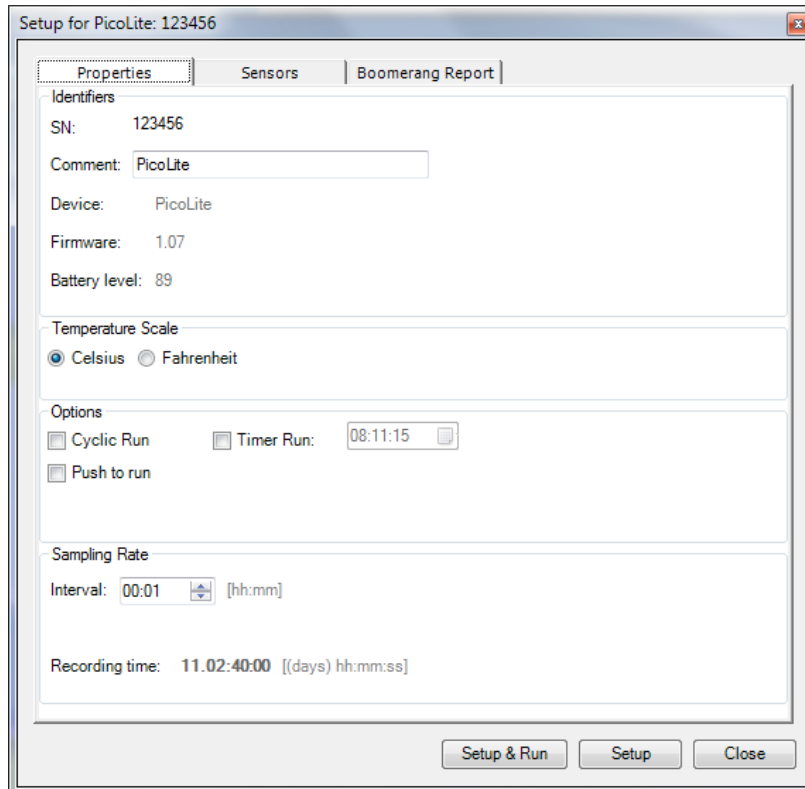 Setup for PicoLite: 123456
Properties Sensors Boomerang Report
Identifiers
SN: 123456
Comment: PicoLite
Device: PicoLite
Firmware: 1.07
Battery level: 89
Temperature Scale
Celsius Fahrenheit
Options
Cyclic Run Timer Run: 08:11:15
Push to run
Sampling Rate
Interval: 00:01 [hh:mm]
Recording time: 11.02:40:00 [(days) hh:mm:ss]
Setup & Run Setup Close